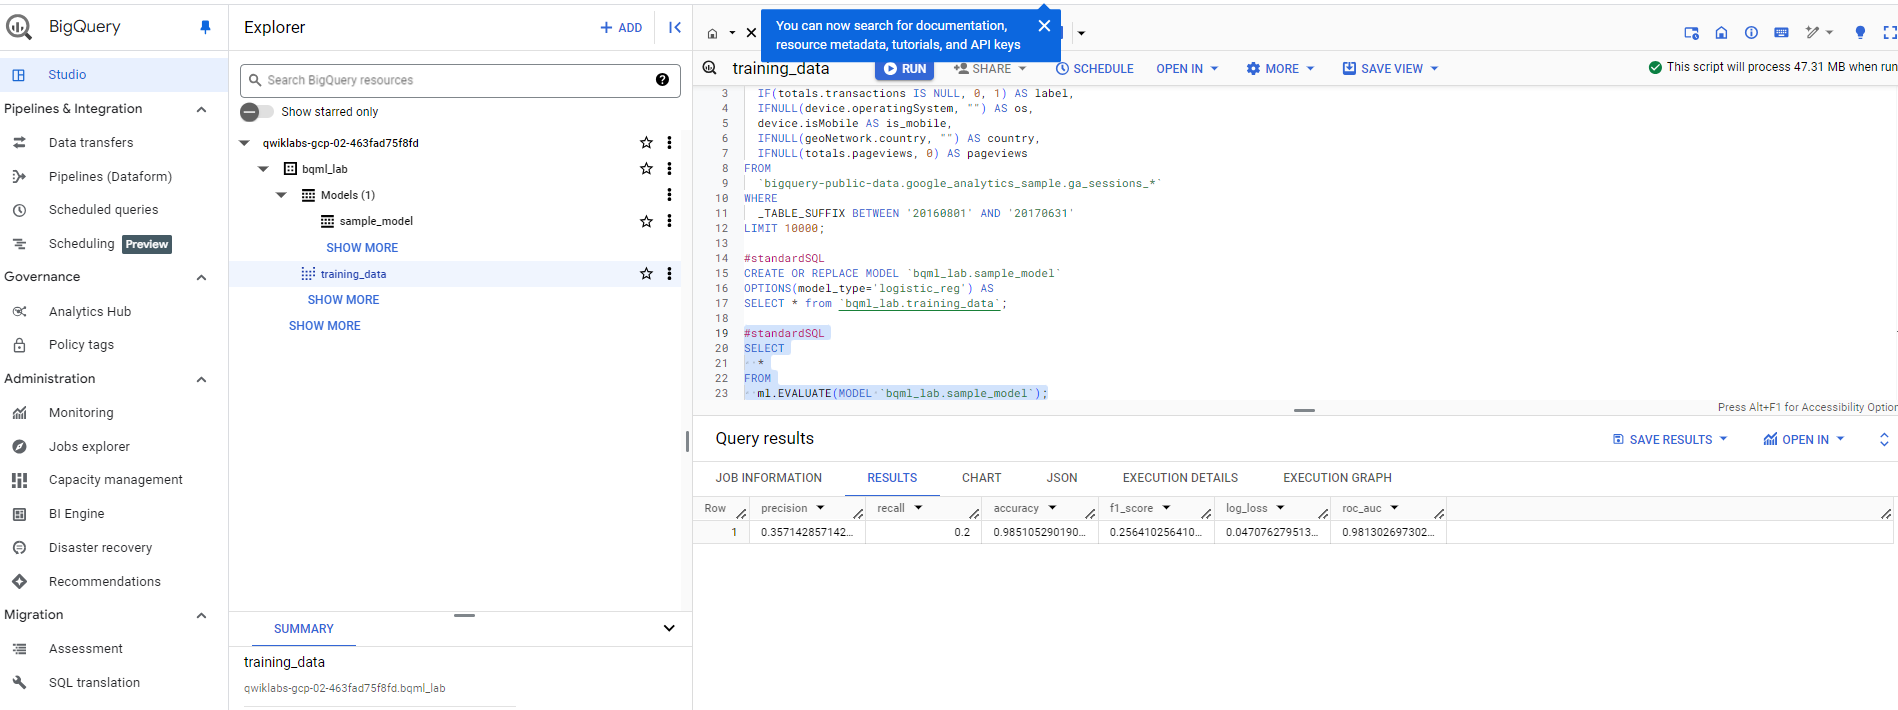 BigQuery
Studio
Pipelines & Integration
Data transfers
Pipelines (Dataform)
Scheduled queries
Scheduling Preview
Governance
Analytics Hub
Policy tags
Administration
Monitoring
Jobs explorer
Capacity management
BI Engine
Disaster recovery
Recommendations
Migration
Assessment
SQL translation
Explorer
+ ADD
Search BigQuery resources
Show starred only
qwiklabs-gcp-02-463fad75f8fd
bqml_lab
Models (1)
sample_model
SHOW MORE
training_data
SHOW MORE
SHOW MORE
SUMMARY
training_data
qwiklabs-gcp-02-463fad75f8fd.bqml_lab
You can now search for documentation,
resource metadata, tutorials, and API keys
training_data RUN SHARE SCHEDULE OPEN IN MORE SAVE VIEW This script will process 47.31 MB when run
3 IF(totals.transactions IS NULL, 0, 1) AS label,
4 IFNULL(device.operatingSystem, "") AS os,
5 device.isMobile AS is_mobile,
6 IFNULL(geoNetwork.country, "") AS country,
7 IFNULL(totals.pageviews, 0) AS pageviews
8 FROM
9 `bigquery-public-data.google_analytics_sample.ga_sessions_*`
10 WHERE
11 _TABLE_SUFFIX BETWEEN '20160801' AND '20170631'
12 LIMIT 10000;
13
14 #standardSQL
15 CREATE OR REPLACE MODEL `bqml_lab.sample_model`
16 OPTIONS(model_type='logistic_reg') AS
17 SELECT * from `bqml_lab.training_data`;
18
19 #standardSQL
20 SELECT
21 *
22 FROM
23 ml.EVALUATE(MODEL `bqml_lab.sample_model`);
Press Alt+F1 for Accessibility Option
Query results SAVE RESULTS OPEN IN
JOB INFORMATION RESULTS CHART JSON EXECUTION DETAILS EXECUTION GRAPH
Row precision recall accuracy f1_score log_loss roc_auc
1 0.357142857142... 0.2 0.985105290190... 0.256410256410... 0.047076279513... 0.981302697302...